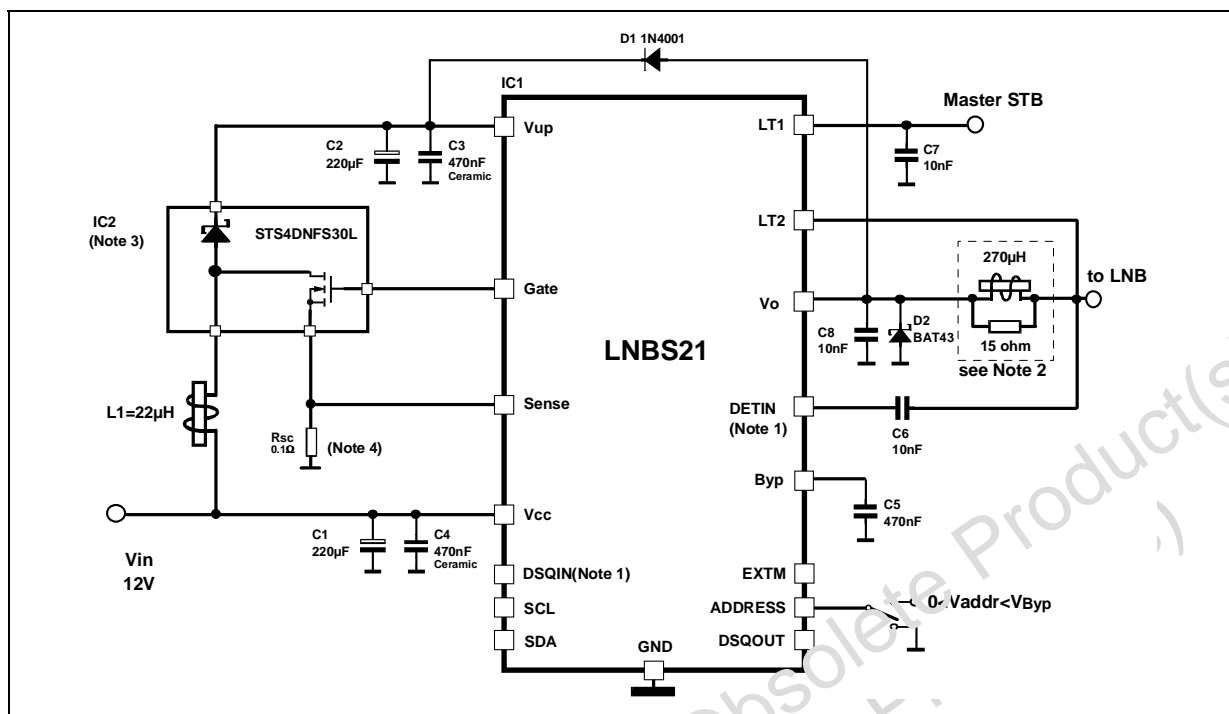 D1 1N4001
IC1
Master STB
Vup
LT1
C2
220µF
C3
470nF
Ceramic
C7
10nF
IC2
(Note 3)
STS4DNFS30L
LT2
270µH
to LNB
Gate
Vo
C8
10nF
D2
BAT43
15 ohm
see Note 2
LNBS21
L1=22µH
Sense
DETIN
(Note 1)
C6
10nF
Rsc
0.1Ω
(Note 4)
Byp
C5
470nF
Vcc
C1
220µF
C4
470nF
Ceramic
Vin
12V
DSQIN(Note 1)
EXTM
SCL
ADDRESS
0<Vaddr<VByp
SDA
DSQOUT
GND
Obsolete Product(s)